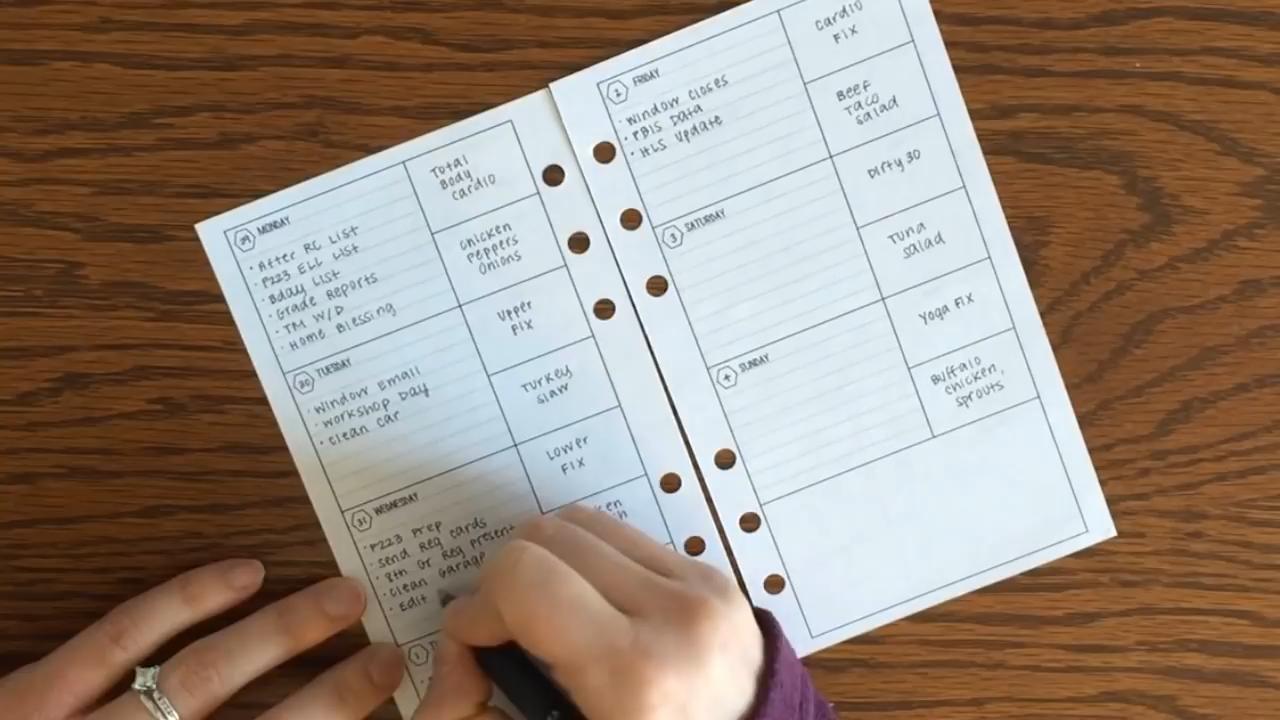 29 MONDAY
• After RC List
• P223 ELL List
• Bday List
• Grade Reports
• TM W/D
• Home Blessing
Total
Body
Cardio
Chicken
Peppers
Onions
30 TUESDAY
• Window Email
• Workshop Day
• Clean Car
Upper
Fix
Turkey
Slaw
31 WEDNESDAY
• P223 Prep
• Send Reg Cards
• 8th Gr Reg Present
• Clean Garage
• Edit
Lower
Fix
1
2 FRIDAY
• Window Closes
• PBIS Data
• HLS Update
Cardio
Fix
Beef
Taco
Salad
3 SATURDAY
Dirty 30
Tuna
Salad
4 SUNDAY
Yoga Fix
Buffalo
Chicken,
Sprouts